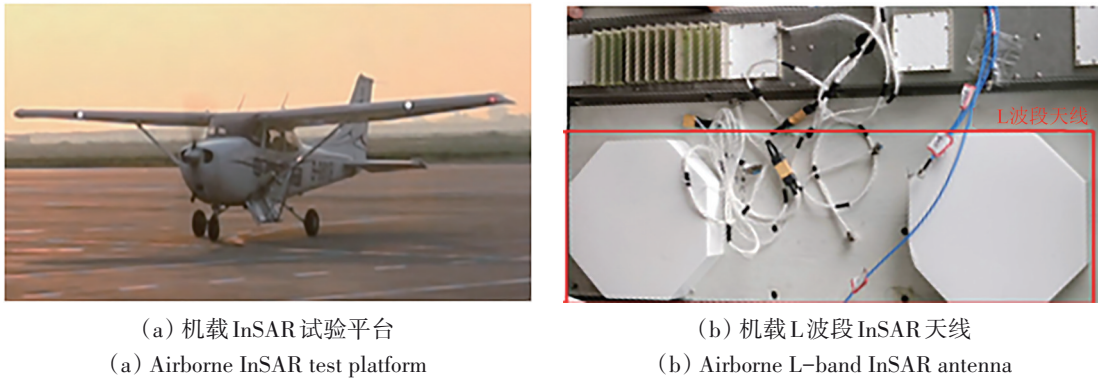 L波段天线
(a) 机载InSAR试验平台
(a) Airborne InSAR test platform
(b) 机载L波段InSAR天线
(b) Airborne L-band InSAR antenna